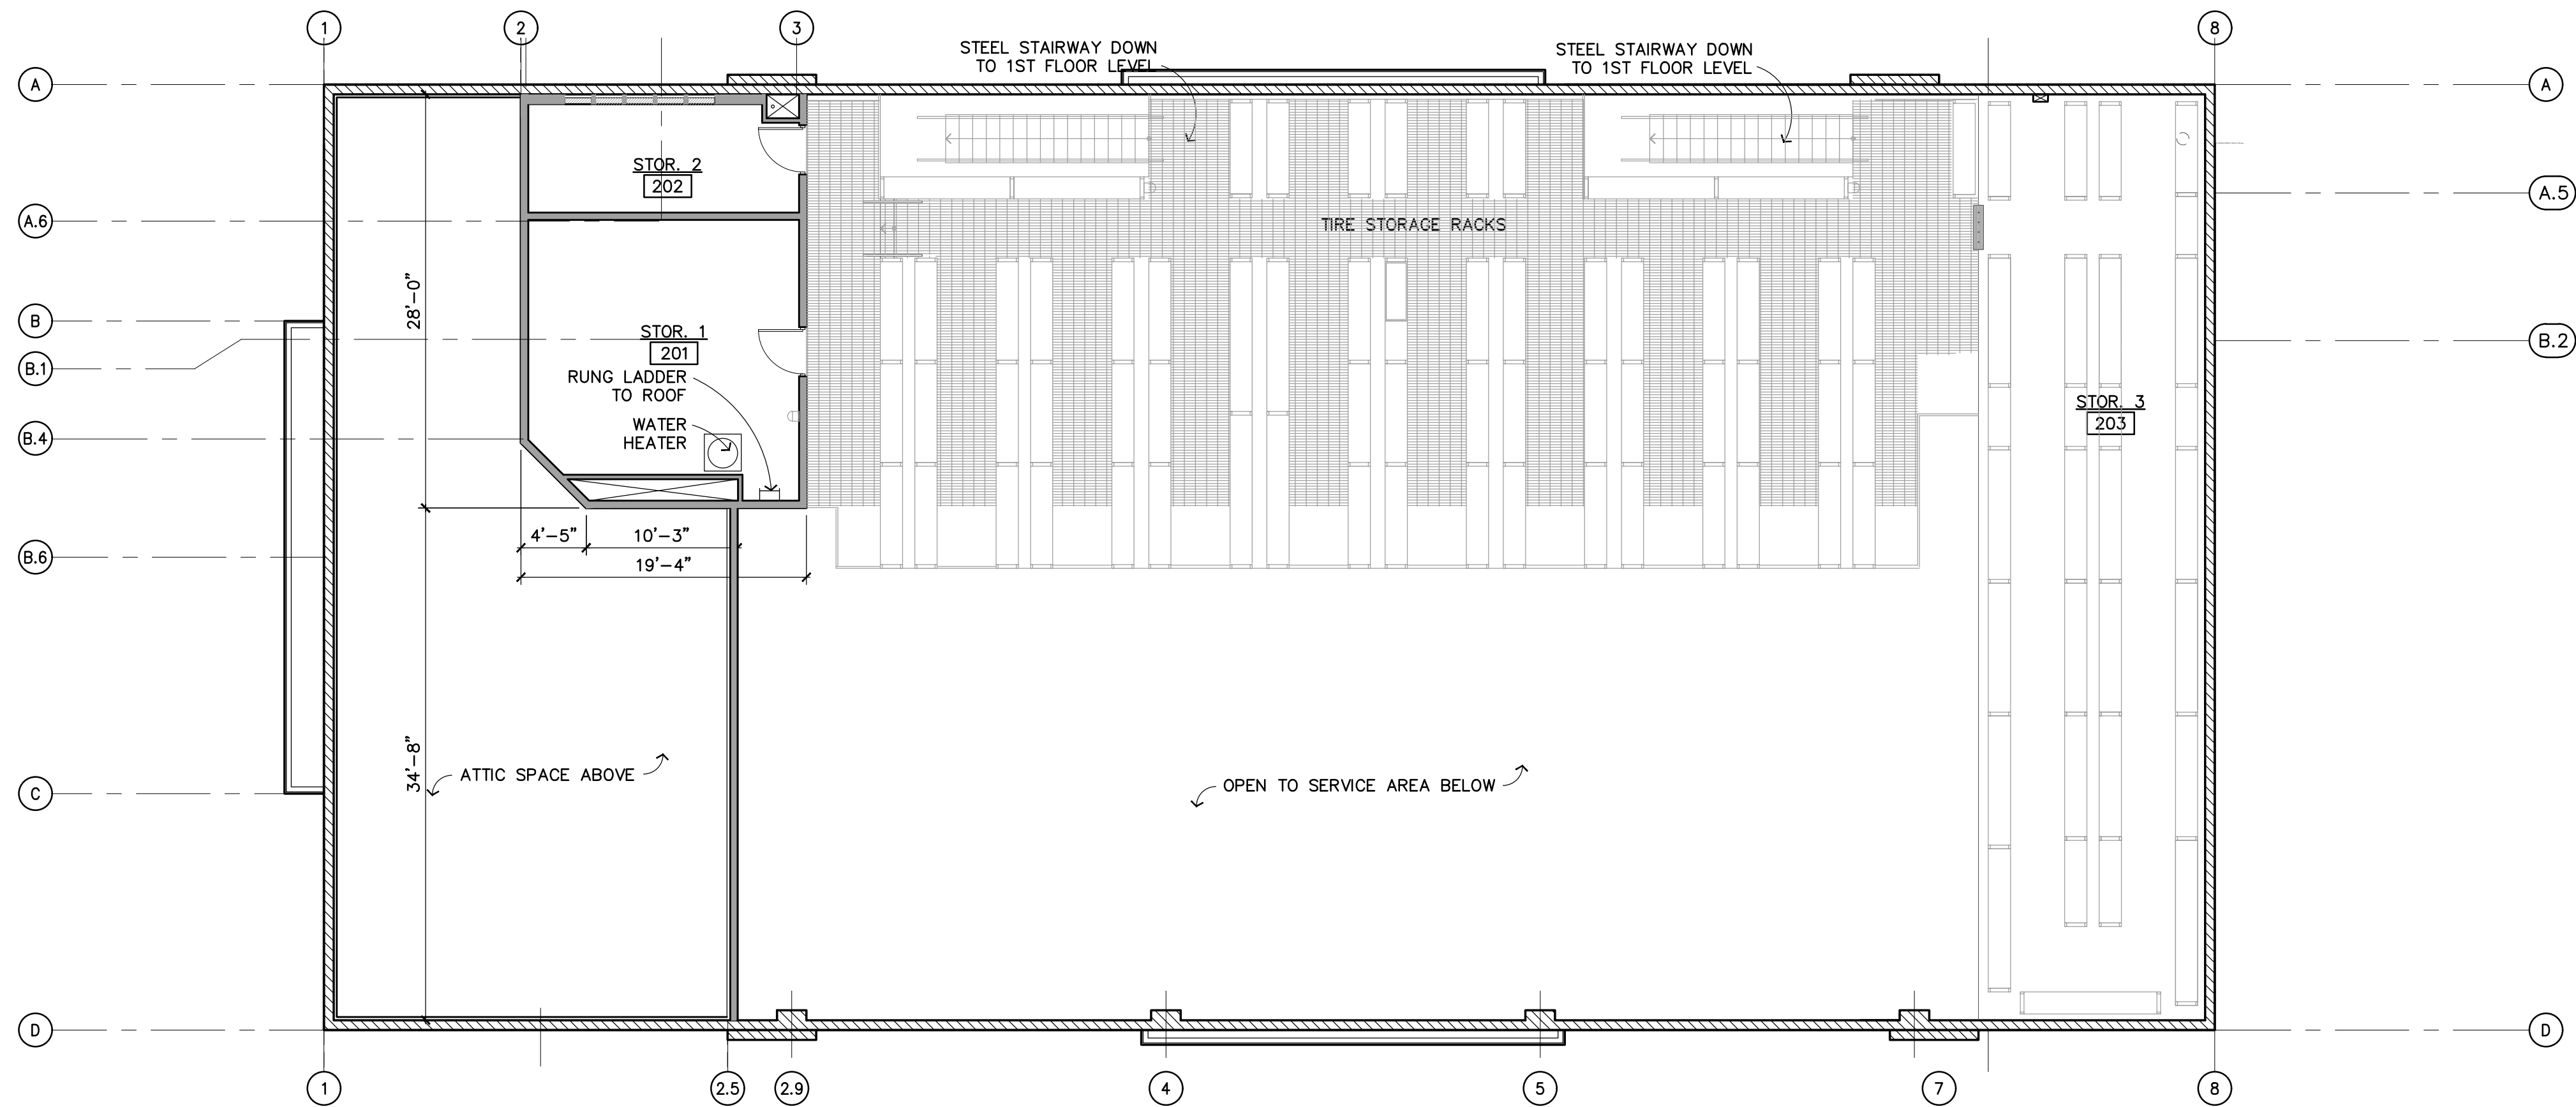 1
2
3
8
STEEL STAIRWAY DOWN
TO 1ST FLOOR LEVEL
STEEL STAIRWAY DOWN
TO 1ST FLOOR LEVEL
A
A
STOR. 2
202
A.5
A.6
TIRE STORAGE RACKS
28'-0"
B
STOR. 1
201
B.1
B.2
RUNG LADDER
TO ROOF
WATER
HEATER
STOR. 3
203
B.4
4'-5"
10'-3"
B.6
19'-4"
34'-8"
ATTIC SPACE ABOVE
OPEN TO SERVICE AREA BELOW
C
D
D
1
2.5
2.9
4
5
7
8